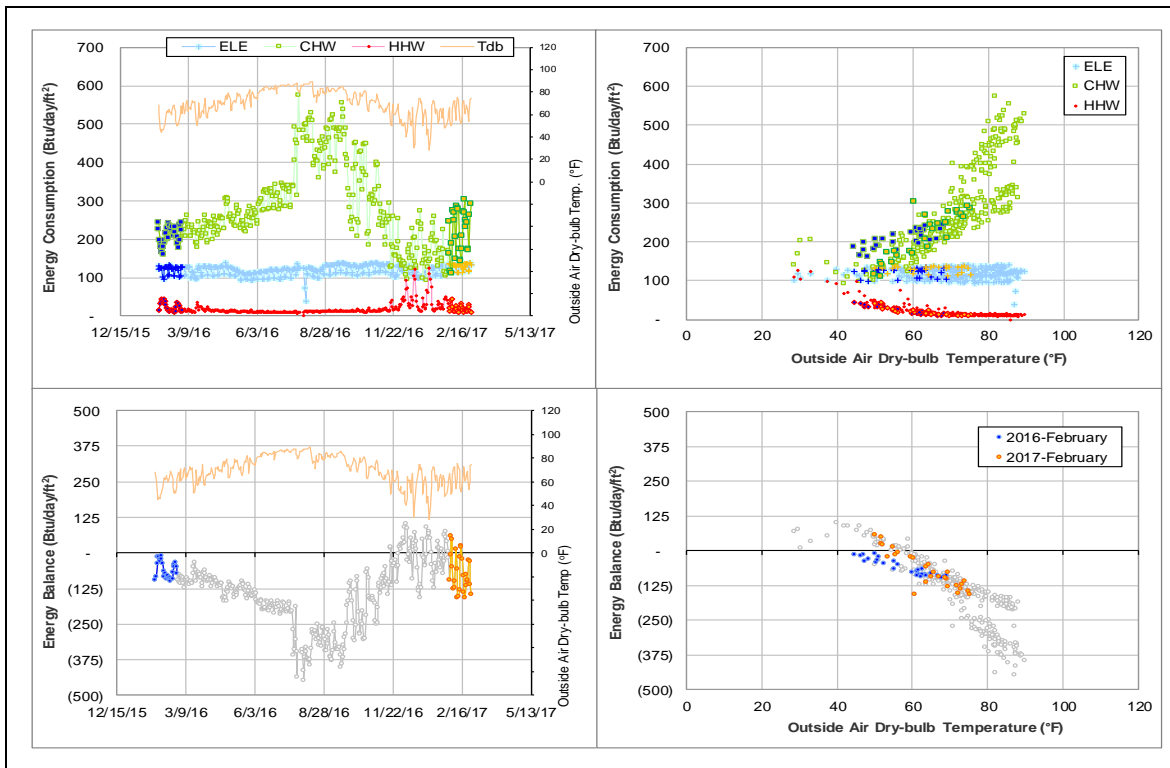 ELE CHW HHW Tdb
Energy Consumption (Btu/day/ft²)
700
600
500
400
300
200
100
-
120
100
80
60
40
20
0
Outside Air Dry-bulb Temp. (°F)
12/15/15 3/9/16 6/3/16 8/28/16 11/22/16 2/16/17 5/13/17
Energy Consumption (Btu/day/ft²)
700
600
500
400
300
200
100
-
ELE
CHW
HHW
0 20 40 60 80 100 120
Outside Air Dry-bulb Temperature (°F)
Energy Balance (Btu/day/ft²)
500
375
250
125
-
(125)
(250)
(375)
(500)
120
100
80
60
40
20
0
Outside Air Dry-bulb Temp (°F)
12/15/15 3/9/16 6/3/16 8/28/16 11/22/16 2/16/17 5/13/17
Energy Balance (Btu/day/ft²)
500
375
250
125
-
(125)
(250)
(375)
(500)
2016-February
2017-February
0 20 40 60 80 100 120
Outside Air Dry-bulb Temperature (°F)